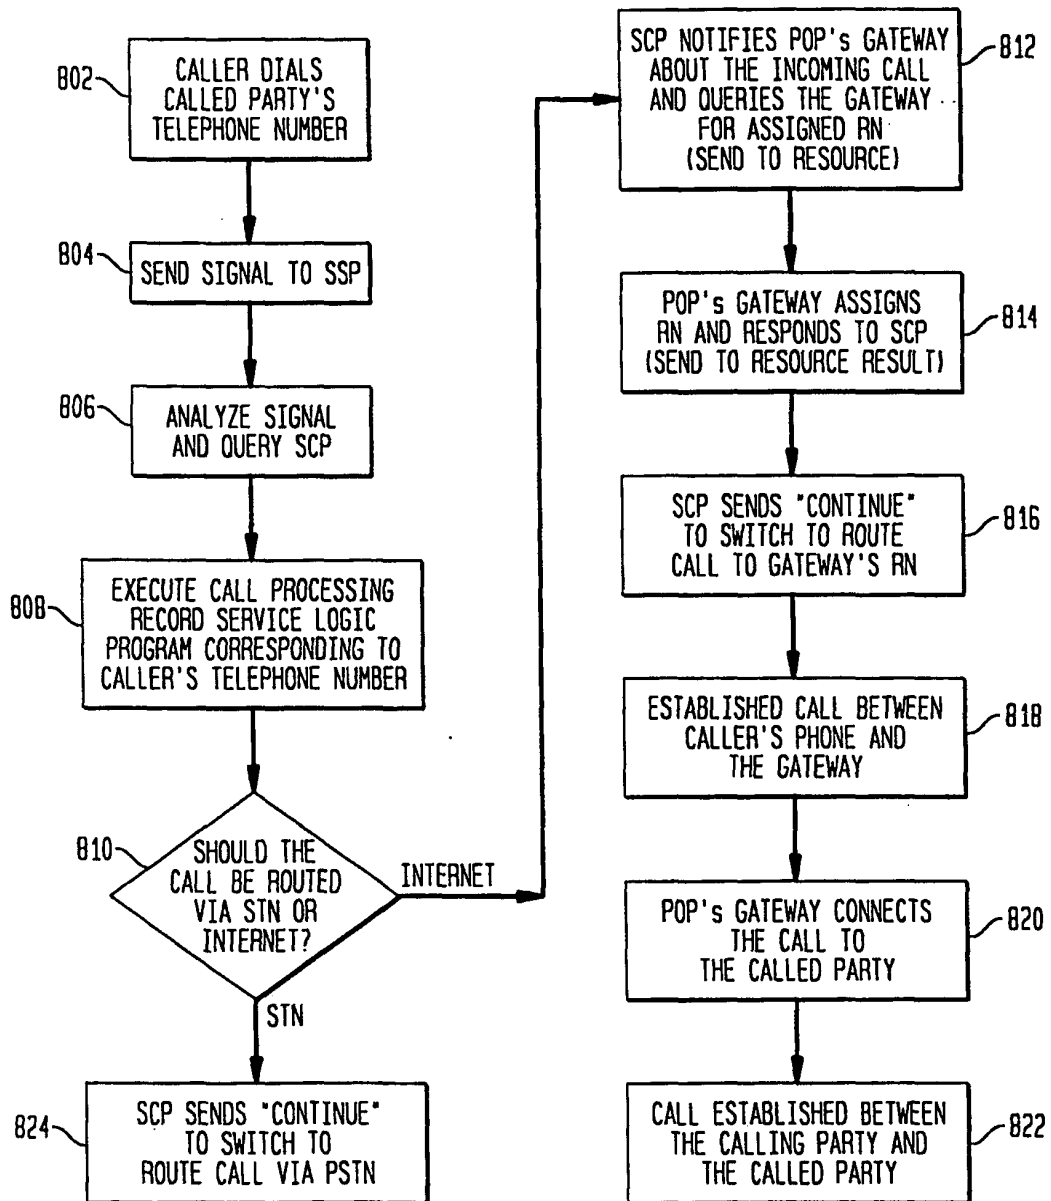 802
CALLER DIALS
CALLED PARTY'S
TELEPHONE NUMBER
804
SEND SIGNAL TO SSP
806
ANALYZE SIGNAL
AND QUERY SCP
808
EXECUTE CALL PROCESSING
RECORD SERVICE LOGIC
PROGRAM CORRESPONDING TO
CALLER'S TELEPHONE NUMBER
810
SHOULD THE
CALL BE ROUTED
VIA STN OR
INTERNET?
INTERNET
STN
824
SCP SENDS "CONTINUE"
TO SWITCH TO
ROUTE CALL VIA PSTN
SCP NOTIFIES POP's GATEWAY
ABOUT THE INCOMING CALL
AND QUERIES THE GATEWAY
FOR ASSIGNED RN
(SEND TO RESOURCE)
812
POP's GATEWAY ASSIGNS
RN AND RESPONDS TO SCP
(SEND TO RESOURCE RESULT)
814
SCP SENDS "CONTINUE"
TO SWITCH TO ROUTE
CALL TO GATEWAY'S RN
816
ESTABLISHED CALL BETWEEN
CALLER'S PHONE AND
THE GATEWAY
818
POP's GATEWAY CONNECTS
THE CALL TO
THE CALLED PARTY
820
CALL ESTABLISHED BETWEEN
THE CALLING PARTY AND
THE CALLED PARTY
822